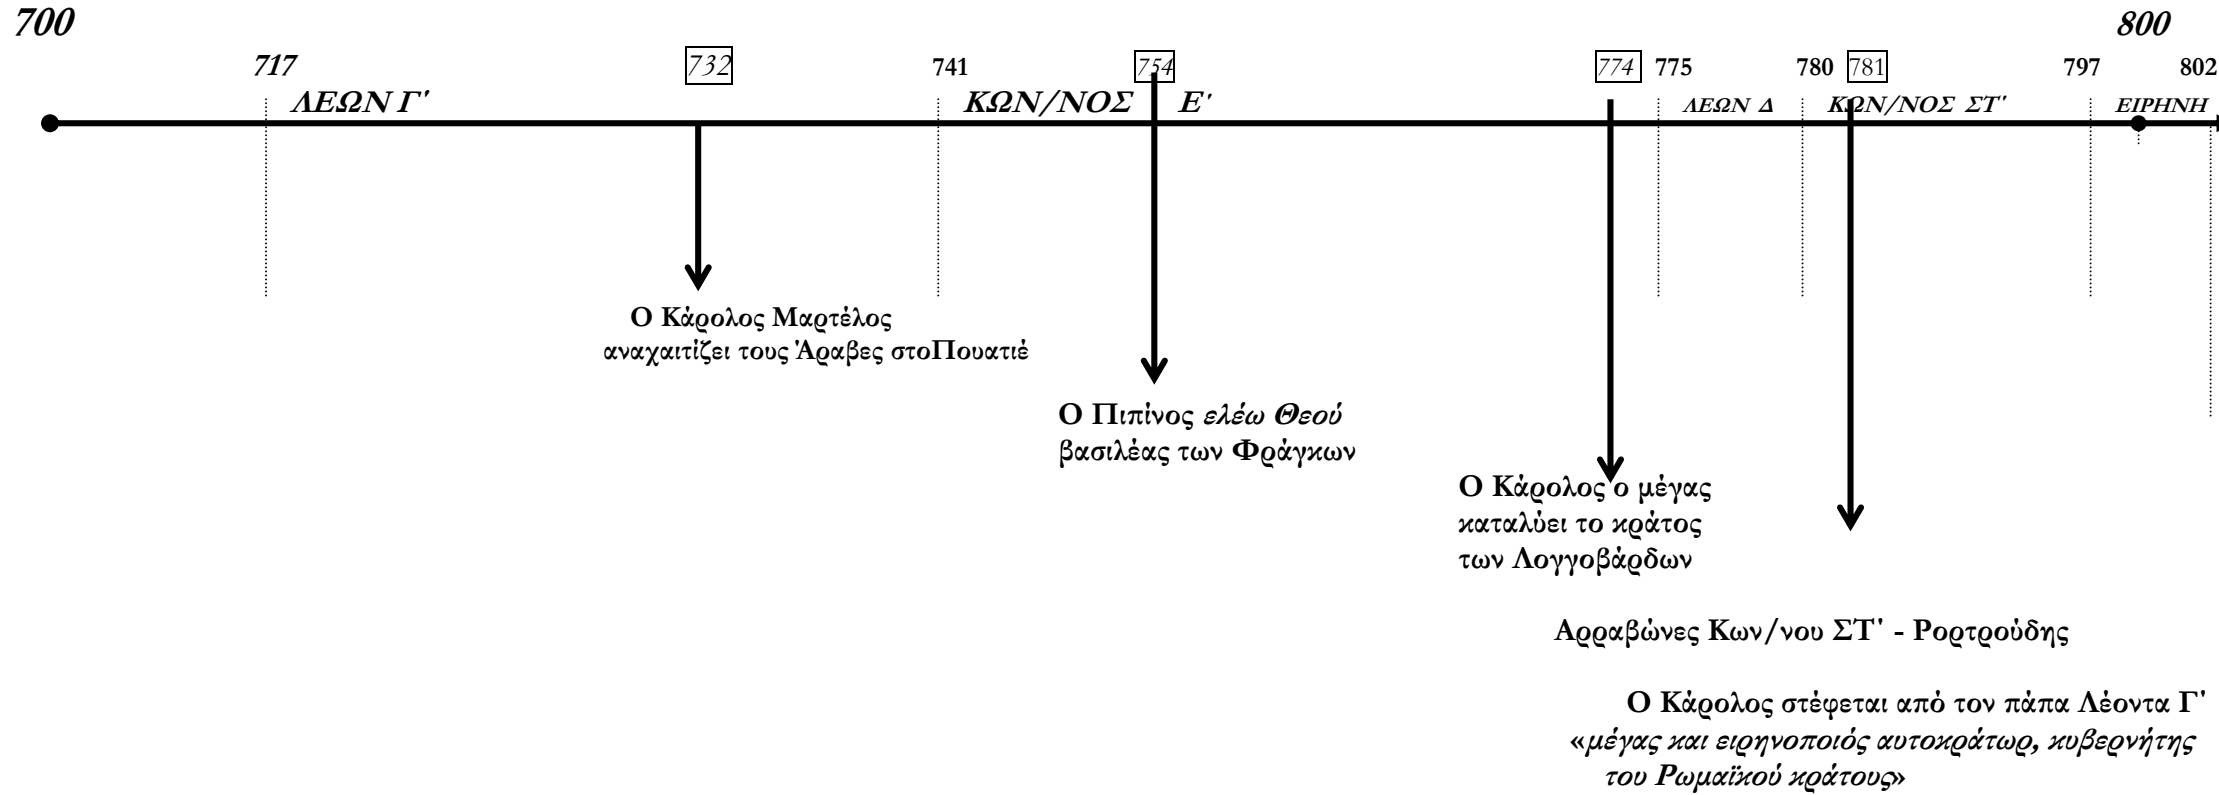 700
800
717
732
741
754
774
775
780
781
797
802
ΛΕΩΝ Γ'
ΚΩΝ/ΝΟΣ Ε'
ΛΕΩΝ Δ
ΚΩΝ/ΝΟΣ ΣΤ'
ΕΙΡΗΝΗ
Ο Κάρολος Μαρτέλος
αναχαιτίζει τους Άραβες στοΠουατιέ
Ο Πιπίνος ελέω Θεού
βασιλέας των Φράγκων
Ο Κάρολος ο μέγας
καταλύει το κράτος
των Λογγοβάρδων
Αρραβώνες Κων/νου ΣΤ' - Ρορτρούδης
Ο Κάρολος στέφεται από τον πάπα Λέοντα Γ'
«μέγας και ειρηνοποιός αυτοκράτωρ, κυβερνήτης
του Ρωμαϊκού κράτους»